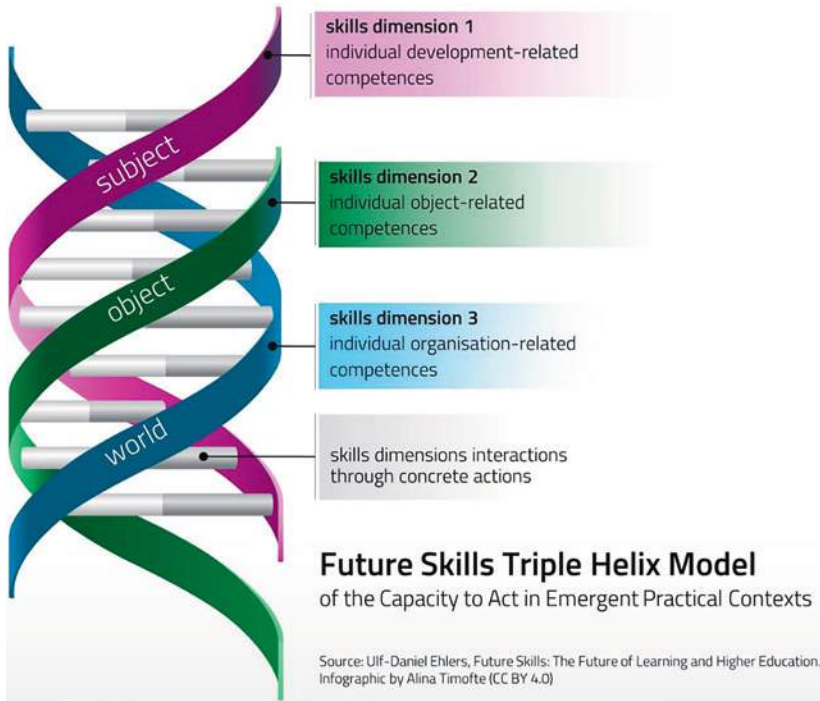 subject
object
world
skills dimension 1
individual development-related
competences
skills dimension 2
individual object-related
competences
skills dimension 3
individual organisation-related
competences
skills dimensions interactions
through concrete actions
Future Skills Triple Helix Model
of the Capacity to Act in Emergent Practical Contexts
Source: Ulf-Daniel Ehlers, Future Skills: The Future of Learning and Higher Education.
Infographic by Alina Timofte (CC BY 4.0)